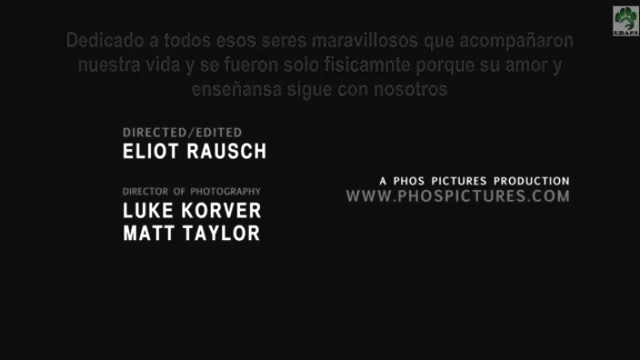 Dedicado a todos esos seres maravillosos que acompañaron
nuestra vida y se fueron solo fisicamnte porque su amor y
enseñansa sigue con nosotros
DIRECTED/EDITED
ELIOT RAUSCH
DIRECTOR OF PHOTOGRAPHY
LUKE KORVER
MATT TAYLOR
A PHOS PICTURES PRODUCTION
WWW.PHOSPICTURES.COM